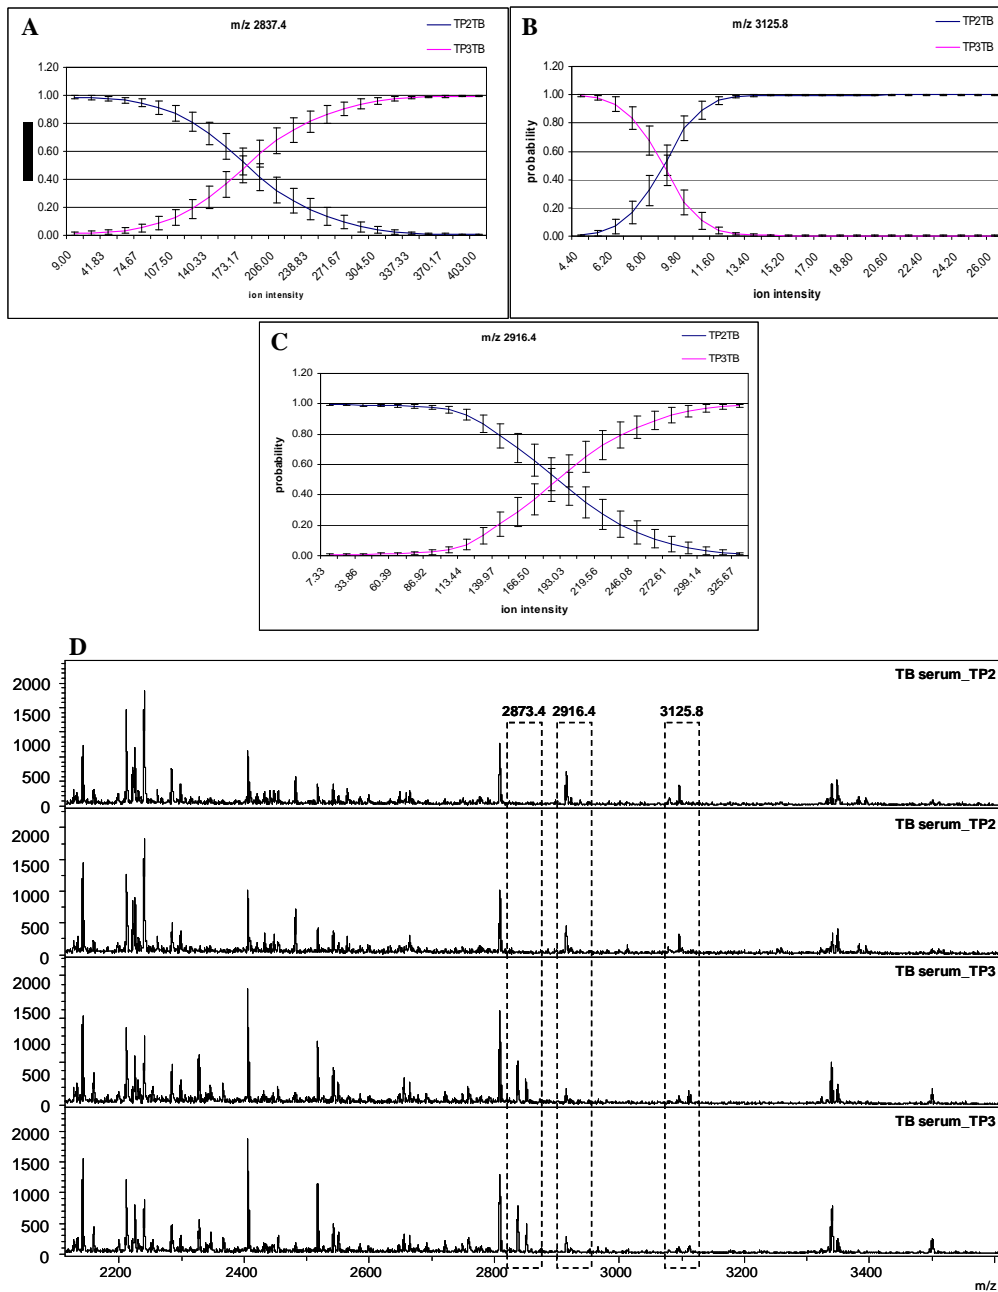 A
m/z 2837.4
TP2TB
TP3TB
1.20
1.00
0.80
0.60
0.40
0.20
0.00
9.00 41.83 74.67 107.50 140.33 173.17 206.00 238.83 271.67 304.50 337.33 370.17 403.00
ion intensity
B
m/z 3125.8
TP2TB
TP3TB
probability
1.20
1.00
0.80
0.60
0.40
0.20
0.00
4.40 6.20 8.00 9.80 11.60 13.40 15.20 17.00 18.80 20.60 22.40 24.20 26.00
ion intensity
C
m/z 2916.4
TP2TB
TP3TB
probability
1.20
1.00
0.80
0.60
0.40
0.20
0.00
7.33 33.86 60.39 86.92 113.44 139.97 166.50 193.03 219.56 246.08 272.61 299.14 325.67
ion intensity
D
TB serum_TP2
2873.4 2916.4 3125.8
2000
1500
1000
500
0
TB serum_TP2
2000
1500
1000
500
0
TB serum_TP3
2000
1500
1000
500
0
TB serum_TP3
2000
1500
1000
500
0
2200 2400 2600 2800 3000 3200 3400
m/z